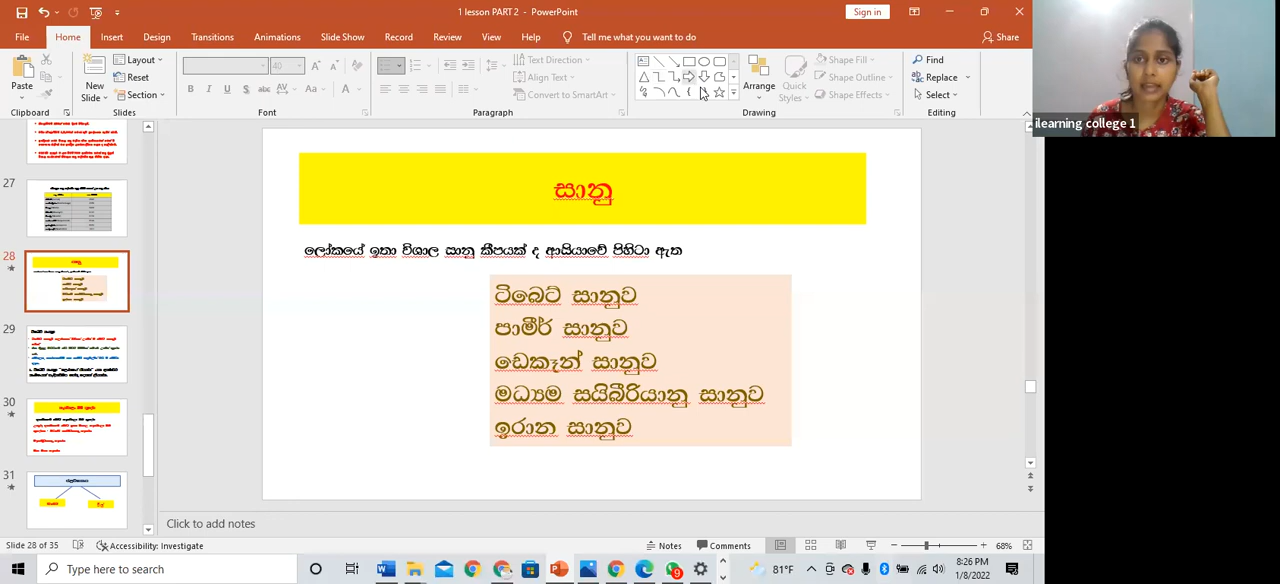 1 lesson PART 2 - PowerPoint
Sign in
File Home Insert Design Transitions Animations Slide Show Record Review View Help Tell me what you want to do Share
Paste
Clipboard
New Slide
Layout
Reset
Section
Slides
40
Font
Text Direction
Align Text
Convert to SmartArt
Paragraph
Arrange
Quick Styles
Shape Fill
Shape Outline
Shape Effects
Drawing
Find
Replace
Select
Editing
ilearning college 1
27
28
29
30
31
සානු
ලෝකයේ ඉතා විශාල සානු කීපයක් ද ආසියාවේ පිහිටා ඇත
ටිබෙට් සානුව
පාමීර් සානුව
ඩෙකෑන් සානුව
මධ්‍යම සයිබීරියානු සානුව
ඉරාන සානුව
Click to add notes
Slide 28 of 35
Accessibility: Investigate
Notes
Comments
68%
Type here to search
9
81°F
8:26 PM
1/8/2022